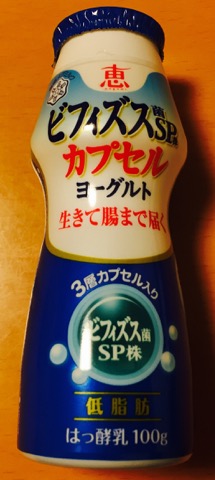 恵
ビフィズス菌SP株
カプセル
ヨーグルト
生きて腸まで届く
3層カプセル入り
ビフィズス菌
SP株
低脂肪
はっ酵乳 100g